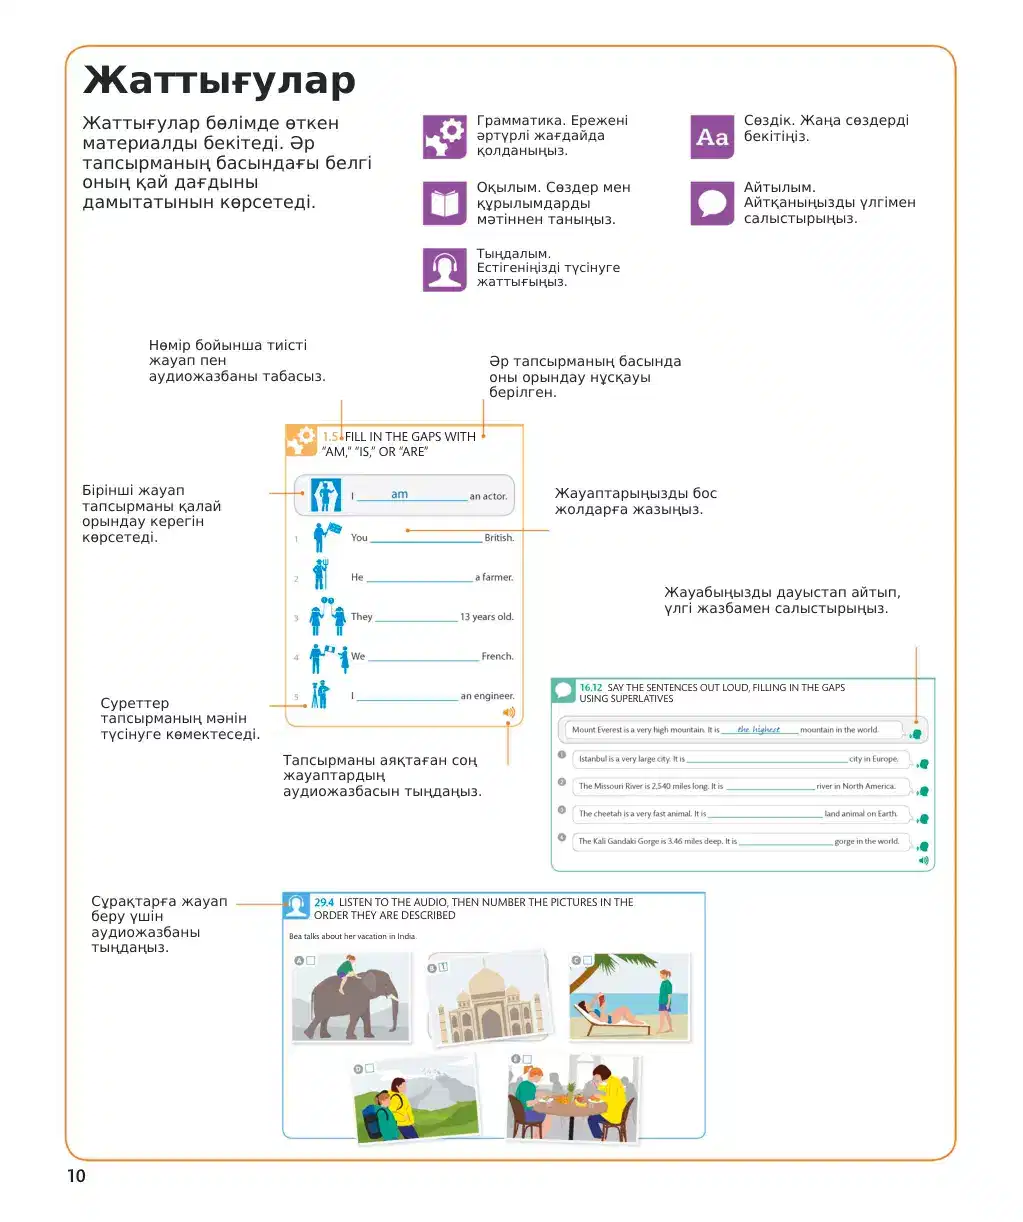 Жаттығулар
Жаттығулар бөлімде өткен
материалды бекітеді. Әр
тапсырманың басындағы белгі
оның қай дағдыны
дамытатынын көрсетеді.
Грамматика. Ережені
әртүрлі жағдайда
қолданыңыз.
Сөздік. Жаңа сөздерді
бекітіңіз.
Aa
Оқылым. Сөздер мен
құрылымдарды
мәтіннен таныңыз.
Айтылым.
Айтқаныңызды үлгімен
салыстырыңыз.
Тыңдалым.
Естігеніңізді түсінуге
жаттығыңыз.
Нөмір бойынша тиісті
жауап пен
аудиожазбаны табасыз.
Әр тапсырманың басында
оны орындау нұсқауы
берілген.
1.5 FILL IN THE GAPS WITH
“AM,” “IS,” OR “ARE”
Бірінші жауап
тапсырманы қалай
орындау керегін
көрсетеді.
I am an actor.
1 You British.
2 He a farmer.
3 They 13 years old.
4 We French.
5 I an engineer.
Жауаптарыңызды бос
жолдарға жазыңыз.
Жауабыңызды дауыстап айтып,
үлгі жазбамен салыстырыңыз.
Суреттер
тапсырманың мәнін
түсінуге көмектеседі.
Тапсырманы аяқтаған соң
жауаптардың
аудиожазбасын тыңдаңыз.
16.12 SAY THE SENTENCES OUT LOUD, FILLING IN THE GAPS
USING SUPERLATIVES
Mount Everest is a very high mountain. It is the highest mountain in the world.
1 Istanbul is a very large city. It is city in Europe.
2 The Missouri River is 2,540 miles long. It is river in North America.
3 The cheetah is a very fast animal. It is land animal on Earth.
4 The Kali Gandaki Gorge is 3.46 miles deep. It is gorge in the world.
Сұрақтарға жауап
беру үшін
аудиожазбаны
тыңдаңыз.
29.4 LISTEN TO THE AUDIO, THEN NUMBER THE PICTURES IN THE
ORDER THEY ARE DESCRIBED
Bea talks about her vacation in India.
A
B 1
C
D
E
10